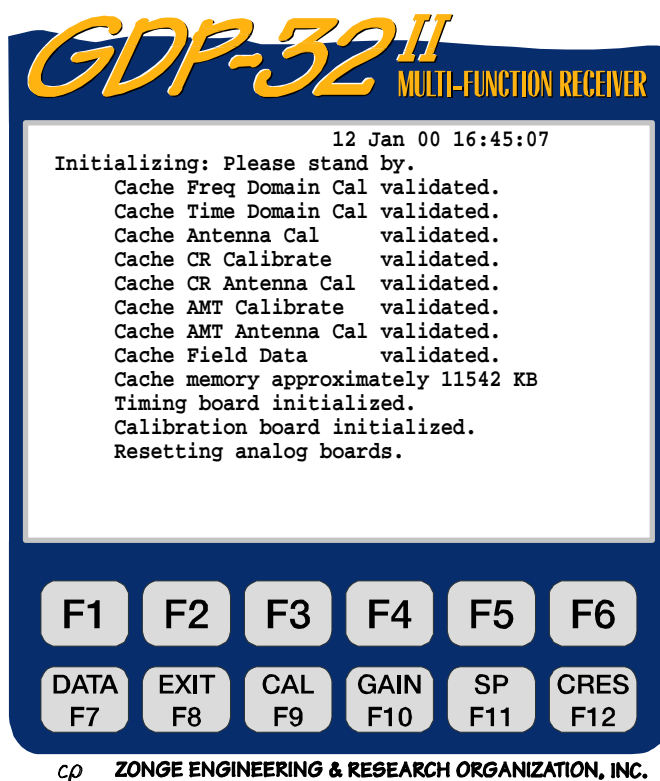 GDP-32 II
MULTI-FUNCTION RECEIVER
12 Jan 00 16:45:07
Initializing: Please stand by.
Cache Freq Domain Cal validated.
Cache Time Domain Cal validated.
Cache Antenna Cal validated.
Cache CR Calibrate validated.
Cache CR Antenna Cal validated.
Cache AMT Calibrate validated.
Cache AMT Antenna Cal validated.
Cache Field Data validated.
Cache memory approximately 11542 KB
Timing board initialized.
Calibration board initialized.
Resetting analog boards.
F1 F2 F3 F4 F5 F6
DATA EXIT CAL GAIN SP CRES
F7 F8 F9 F10 F11 F12
cρ ZONGE ENGINEERING & RESEARCH ORGANIZATION, INC.